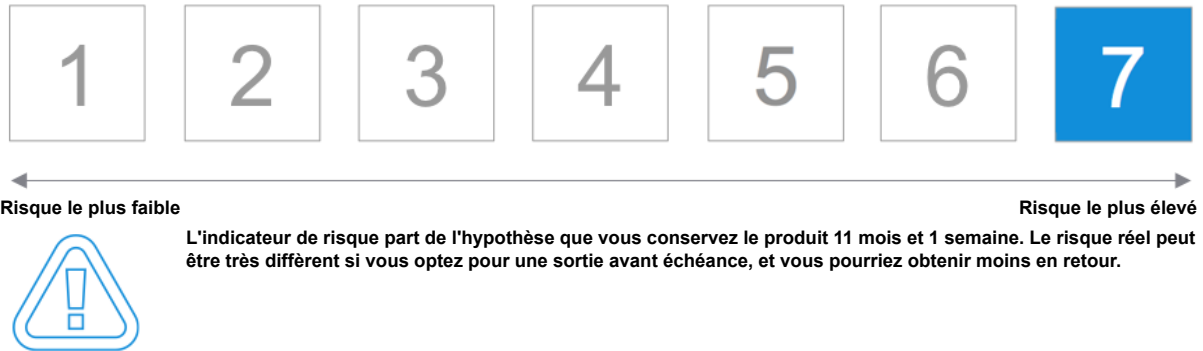 1 2 3 4 5 6 7
Risque le plus faible Risque le plus élevé
L'indicateur de risque part de l'hypothèse que vous conservez le produit 11 mois et 1 semaine. Le risque réel peut
être très diffèrent si vous optez pour une sortie avant échéance, et vous pourriez obtenir moins en retour.